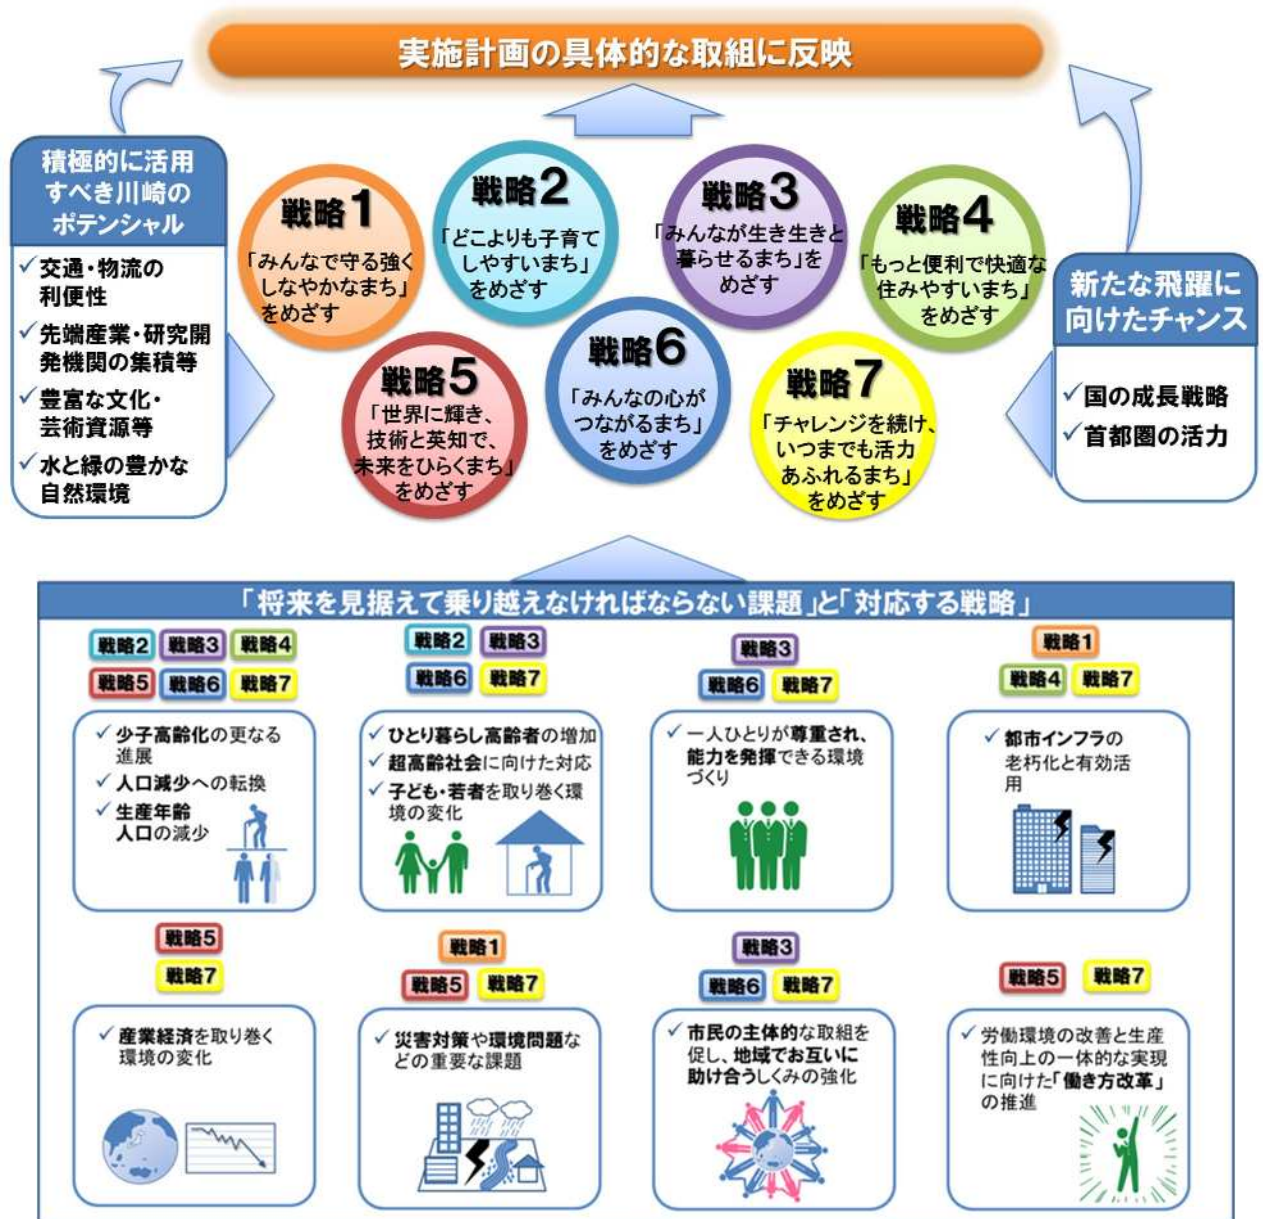 実施計画の具体的な取組に反映
積極的に活用
すべき川崎の
ポテンシャル
✓交通・物流の
利便性
✓先端産業・研究開
発機関の集積等
✓豊富な文化・
芸術資源等
✓水と緑の豊かな
自然環境
戦略1
「みんなで守る強く
しなやかなまち」
をめざす
戦略2
「どこよりも子育て
しやすいまち」
をめざす
戦略3
「みんなが生き生きと
暮らせるまち」を
めざす
戦略4
「もっと便利で快適な
住みやすいまち」
をめざす
戦略5
「世界に輝き、
技術と英知で、
未来をひらくまち」
をめざす
戦略6
「みんなの心が
つながるまち」
をめざす
戦略7
「チャレンジを続け、
いつまでも活力
あふれるまち」
をめざす
新たな飛躍に
向けたチャンス
✓国の成長戦略
✓首都圏の活力
「将来を見据えて乗り越えなければならない課題」と「対応する戦略」
戦略2 戦略3 戦略4
戦略5 戦略6 戦略7
✓少子高齢化の更なる
進展
✓人口減少への転換
✓生産年齢
人口の減少
戦略2 戦略3
戦略6 戦略7
✓ひとり暮らし高齢者の増加
✓超高齢社会に向けた対応
✓子ども・若者を取り巻く環
境の変化
戦略3
戦略6 戦略7
✓一人ひとりが尊重され、
能力を発揮できる環境
づくり
戦略1
戦略4 戦略7
✓都市インフラの
老朽化と有効活
用
戦略5
戦略7
✓産業経済を取り巻く
環境の変化
戦略1
戦略5 戦略7
✓災害対策や環境問題な
どの重要な課題
戦略3
戦略6 戦略7
✓市民の主体的な取組を
促し、地域でお互いに
助け合うしくみの強化
戦略5 戦略7
✓労働環境の改善と生産
性向上の一体的な実現
に向けた「働き方改革」
の推進